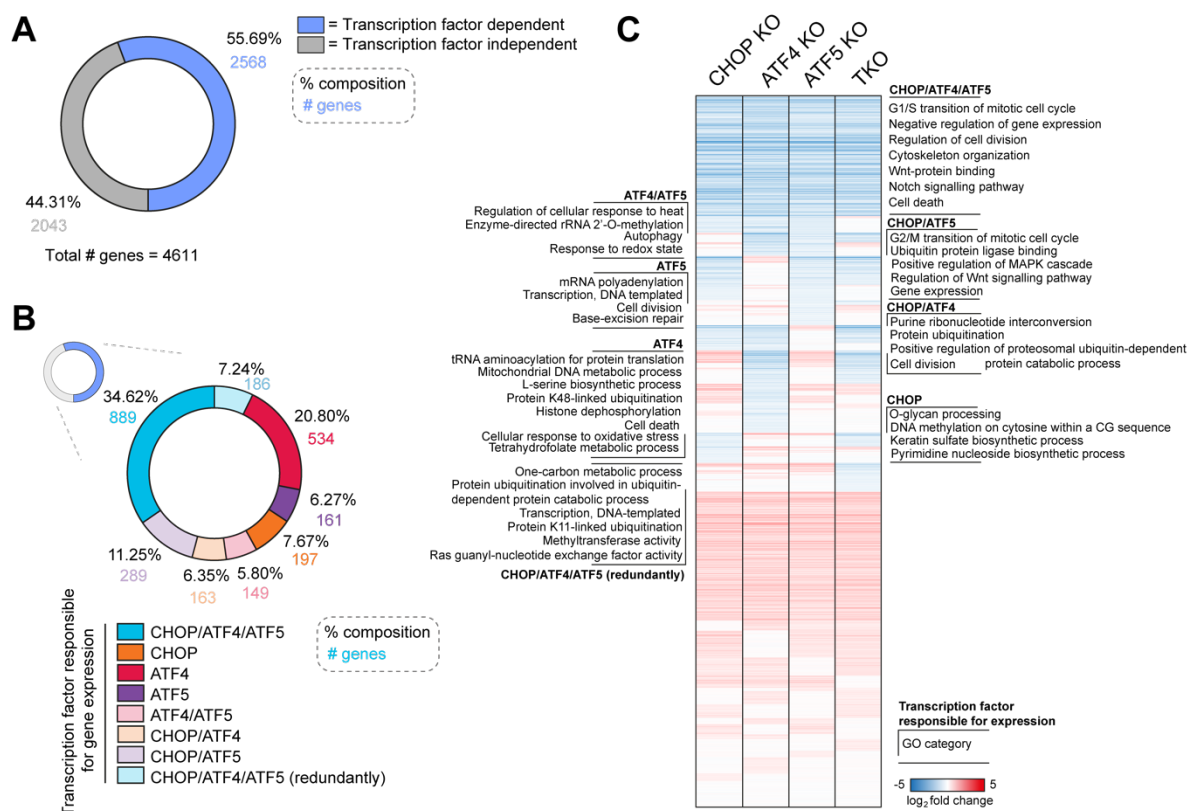 A
= Transcription factor dependent
= Transcription factor independent
55.69%
2568
% composition
# genes
44.31%
2043
Total # genes = 4611
B
34.62%
889
7.24%
186
20.80%
534
6.27%
161
7.67%
197
5.80%
149
6.35%
163
11.25%
289
Transcription factor responsible
for gene expression
CHOP/ATF4/ATF5
CHOP
ATF4
ATF5
ATF4/ATF5
CHOP/ATF4
CHOP/ATF5
CHOP/ATF4/ATF5 (redundantly)
% composition
# genes
C
CHOP KO
ATF4 KO
ATF5 KO
TKO
ATF4/ATF5
Regulation of cellular response to heat
Enzyme-directed rRNA 2'-O-methylation
Autophagy
Response to redox state
ATF5
mRNA polyadenylation
Transcription, DNA templated
Cell division
Base-excision repair
ATF4
tRNA aminoacylation for protein translation
Mitochondrial DNA metabolic process
L-serine biosynthetic process
Protein K48-linked ubiquitination
Histone dephosphorylation
Cell death
Cellular response to oxidative stress
Tetrahydrofolate metabolic process
One-carbon metabolic process
Protein ubiquitination involved in ubiquitin-
dependent protein catabolic process
Transcription, DNA-templated
Protein K11-linked ubiquitination
Methyltransferase activity
Ras guanyl-nucleotide exchange factor activity
CHOP/ATF4/ATF5 (redundantly)
CHOP/ATF4/ATF5
G1/S transition of mitotic cell cycle
Negative regulation of gene expression
Regulation of cell division
Cytoskeleton organization
Wnt-protein binding
Notch signalling pathway
Cell death
CHOP/ATF5
G2/M transition of mitotic cell cycle
Ubiquitin protein ligase binding
Positive regulation of MAPK cascade
Regulation of Wnt signalling pathway
Gene expression
CHOP/ATF4
Purine ribonucleotide interconversion
Protein ubiquitination
Positive regulation of proteosomal ubiquitin-dependent
protein catabolic process
Cell division
CHOP
O-glycan processing
DNA methylation on cytosine within a CG sequence
Keratin sulfate biosynthetic process
Pyrimidine nucleoside biosynthetic process
Transcription factor
responsible for expression
GO category
-5
5
log2 fold change